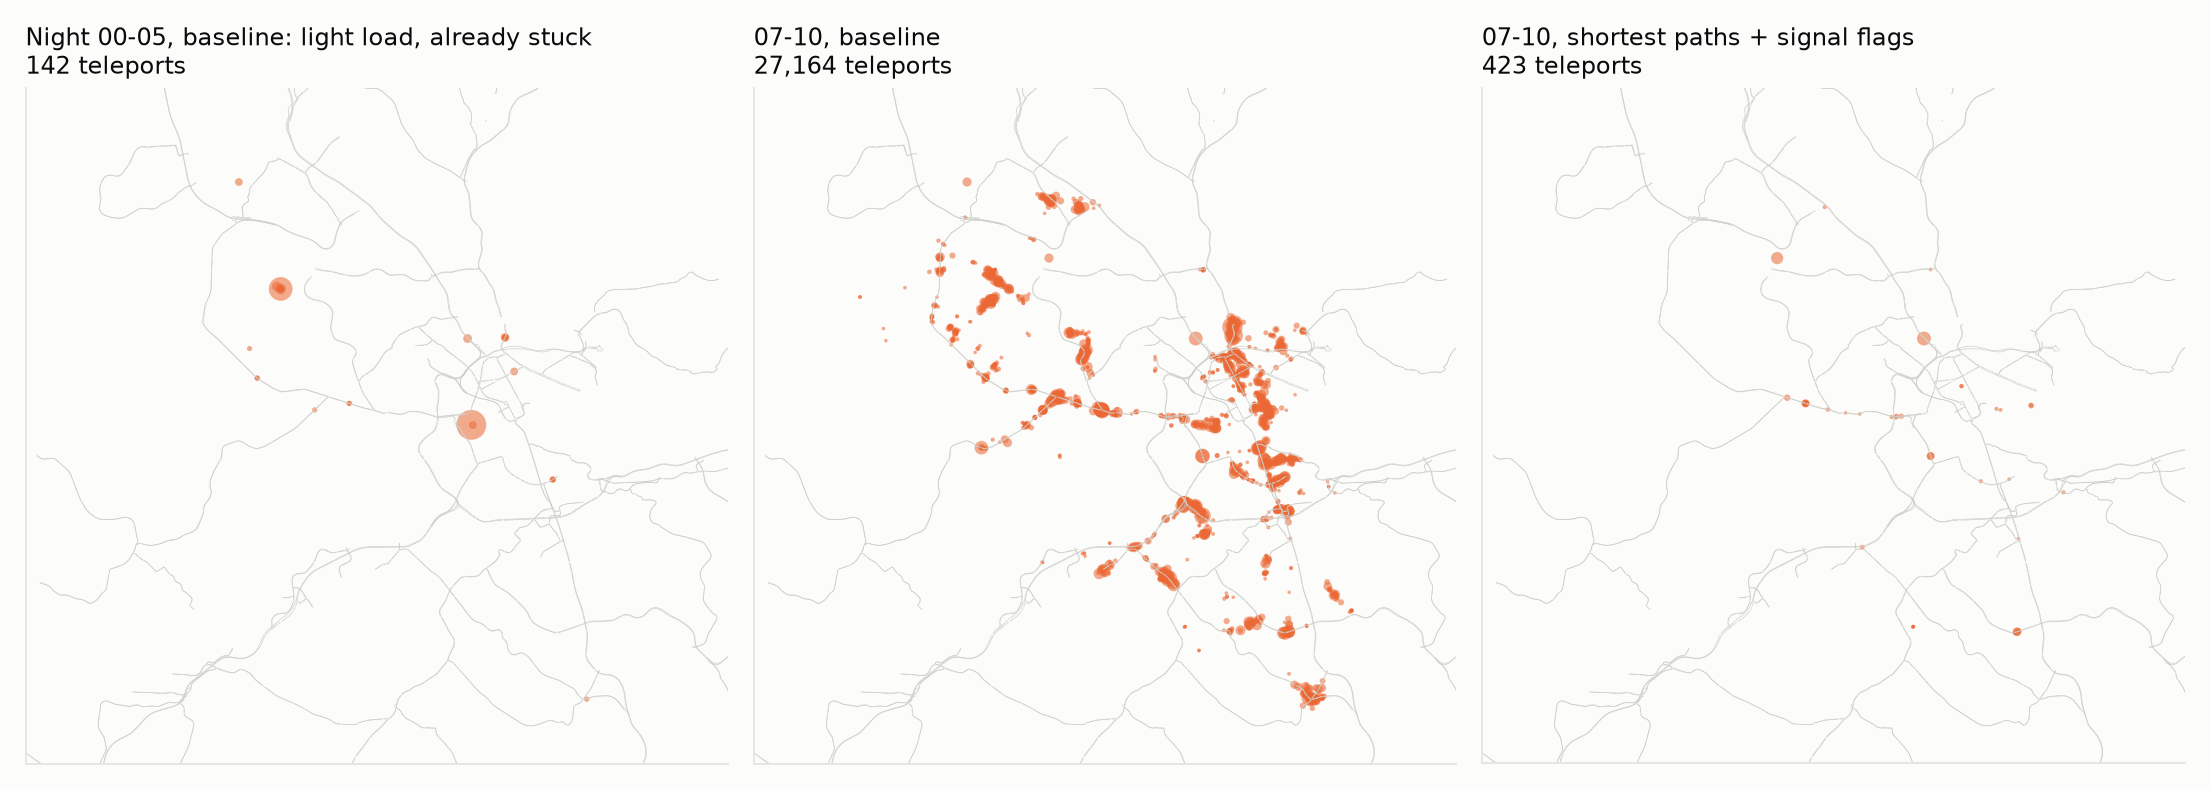 Night 00-05, baseline: light load, already stuck
142 teleports
07-10, baseline
27,164 teleports
07-10, shortest paths + signal flags
423 teleports